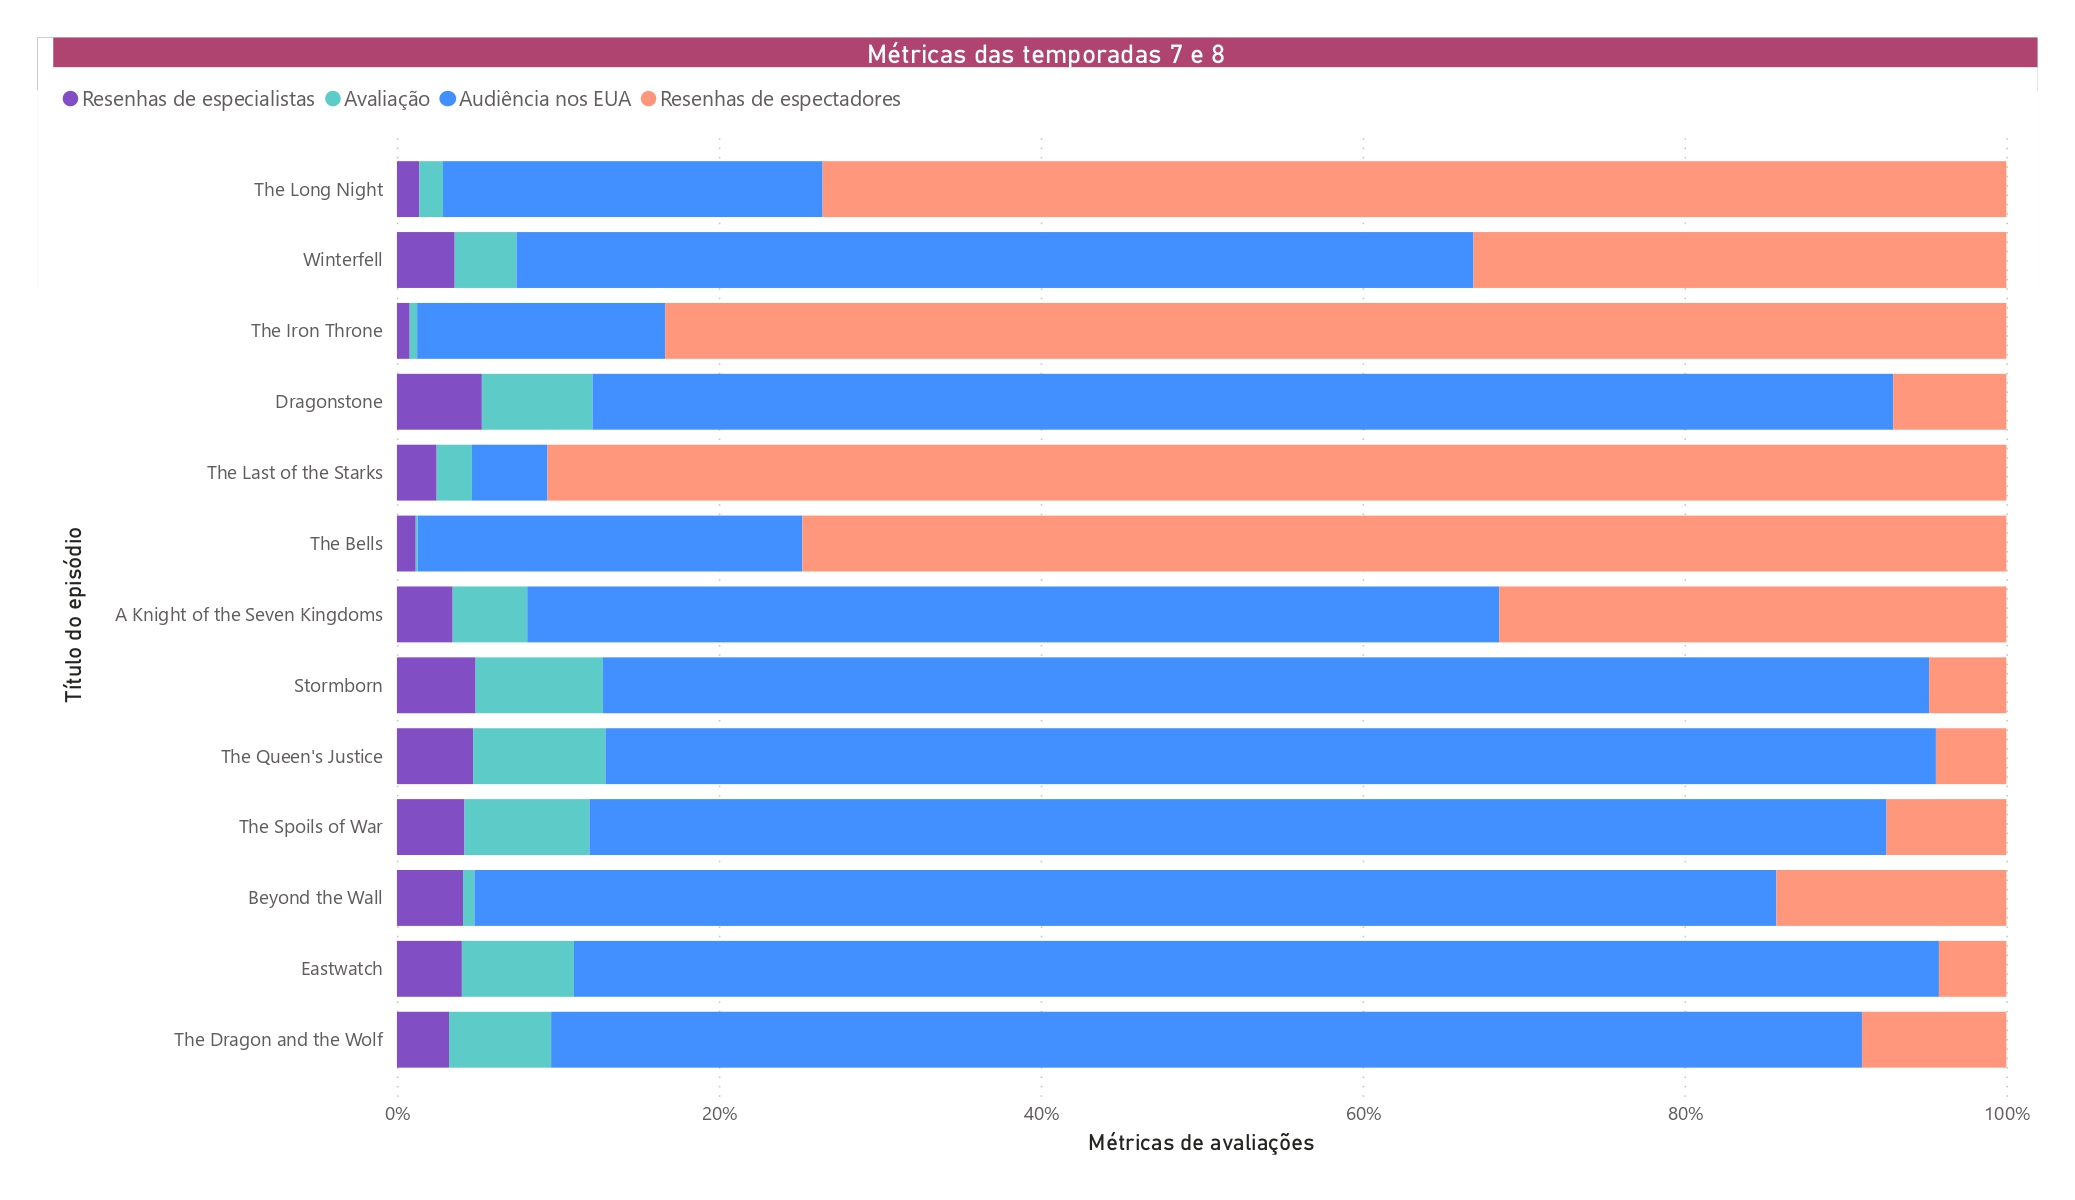 Métricas das temporadas 7 e 8
Resenhas de especialistas Avaliação Audiência nos EUA Resenhas de espectadores
Título do episódio
The Long Night
Winterfell
The Iron Throne
Dragonstone
The Last of the Starks
The Bells
A Knight of the Seven Kingdoms
Stormborn
The Queen's Justice
The Spoils of War
Beyond the Wall
Eastwatch
The Dragon and the Wolf
0% 20% 40% 60% 80% 100%
Métricas de avaliações